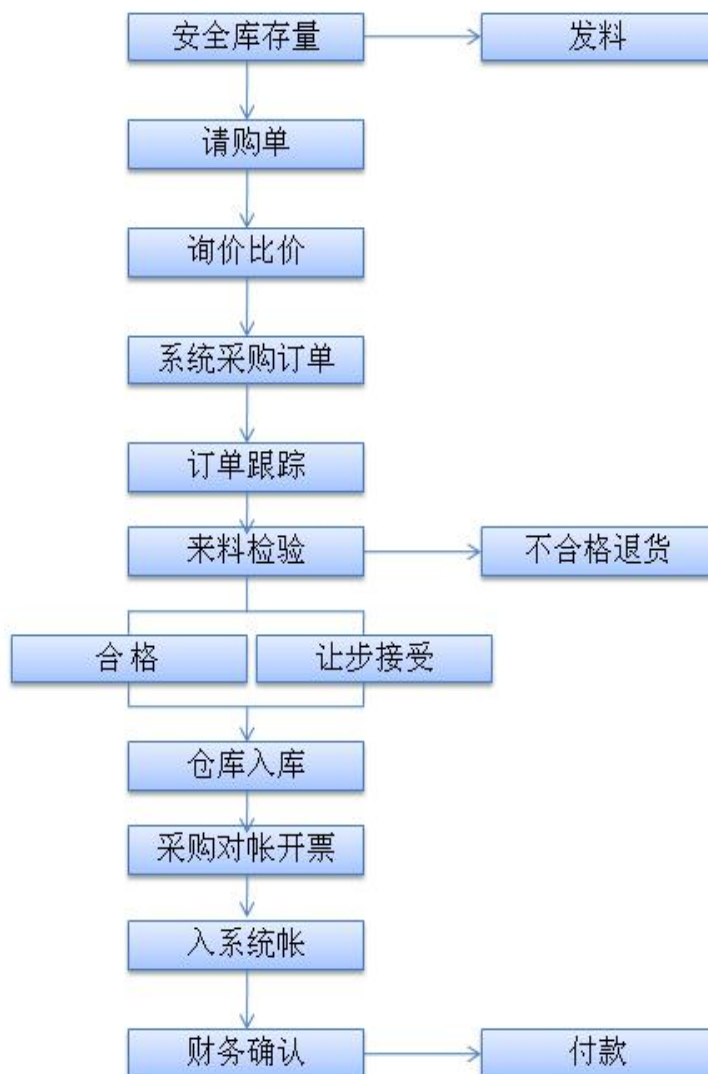 安全库存量
发料
请购单
询价比价
系统采购订单
订单跟踪
来料检验
不合格退货
合格
让步接受
仓库入库
采购对帐开票
入系统帐
财务确认
付款